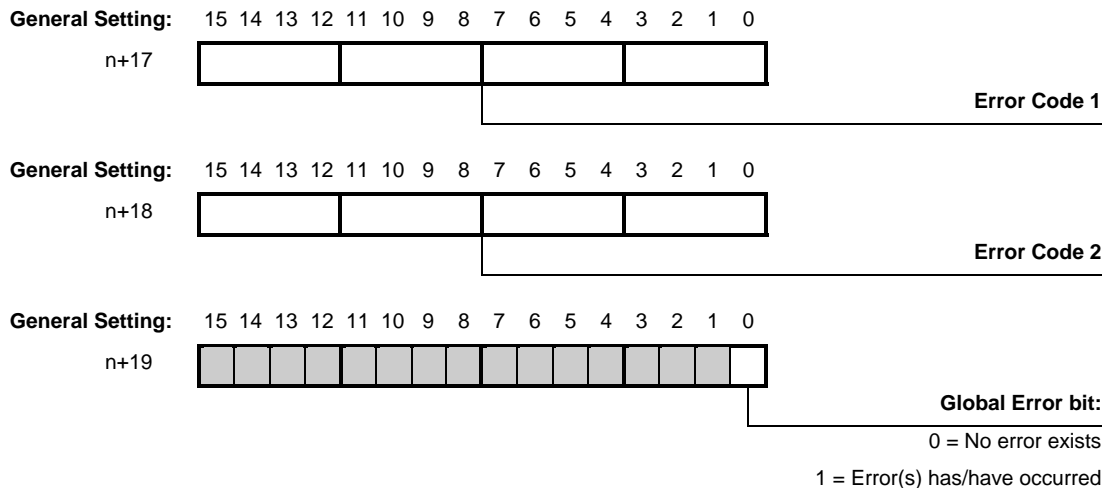 General Setting: 15 14 13 12 11 10 9 8 7 6 5 4 3 2 1 0
n+17
Error Code 1
General Setting: 15 14 13 12 11 10 9 8 7 6 5 4 3 2 1 0
n+18
Error Code 2
General Setting: 15 14 13 12 11 10 9 8 7 6 5 4 3 2 1 0
n+19
Global Error bit:
0 = No error exists
1 = Error(s) has/have occurred